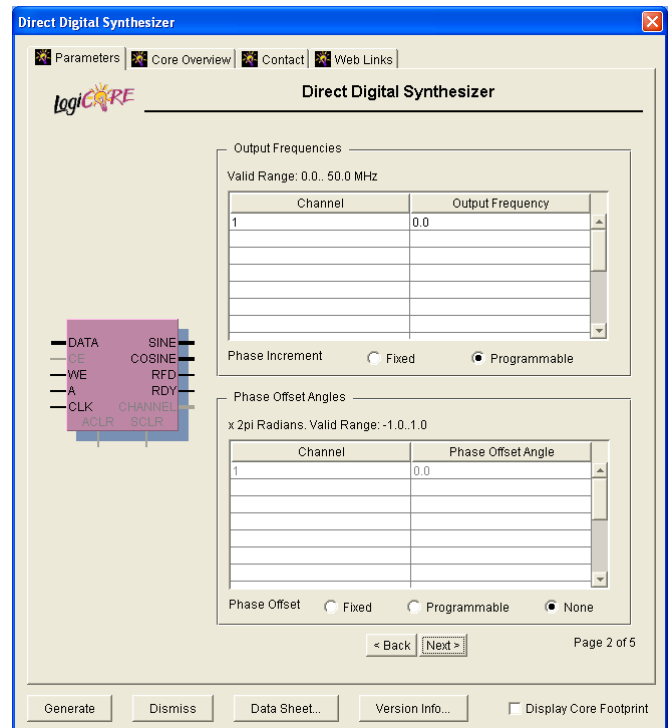 Direct Digital Synthesizer
Parameters Core Overview Contact Web Links
LogiCORE
Direct Digital Synthesizer
Output Frequencies
Valid Range: 0.0.. 50.0 MHz
Channel Output Frequency
1 0.0
Phase Increment Fixed Programmable
DATA SINE
CE COSINE
WE RFD
A RDY
CLK CHANNEL
ACLR SCLR
Phase Offset Angles
x 2pi Radians. Valid Range: -1.0..1.0
Channel Phase Offset Angle
1 0.0
Phase Offset Fixed Programmable None
< Back Next > Page 2 of 5
Generate Dismiss Data Sheet... Version Info... Display Core Footprint